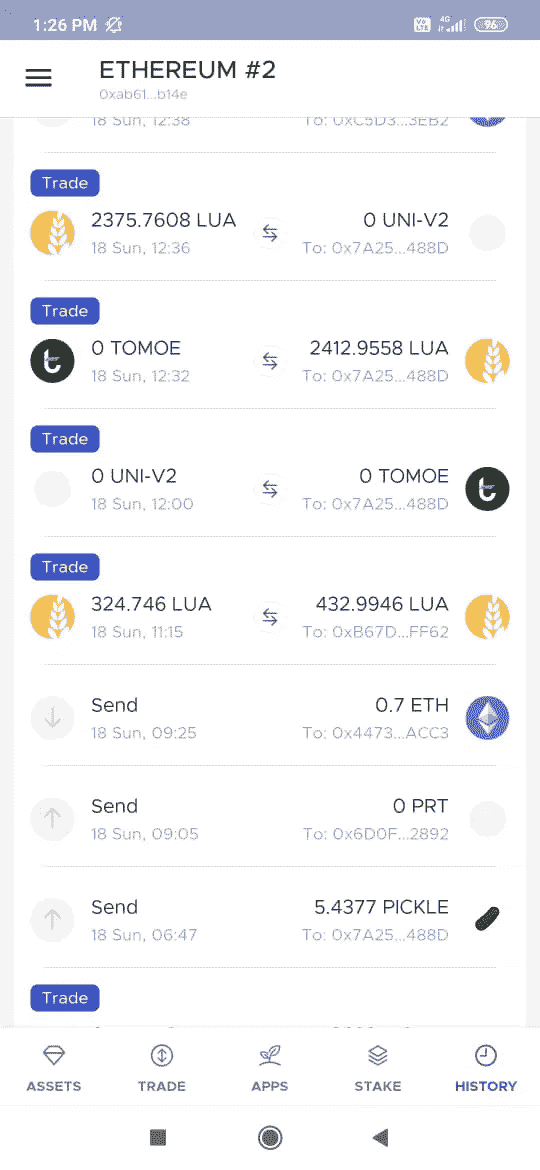 1:26 PM
Vo
LTE
4G
96
ETHEREUM #2
0xab61...b14e
18 Sun, 12:38
To: 0xC5D3...3EB2
Trade
2375.7608 LUA
0 UNI-V2
18 Sun, 12:36
To: 0x7A25...488D
Trade
0 TOMOE
2412.9558 LUA
18 Sun, 12:32
To: 0x7A25...488D
Trade
0 UNI-V2
0 TOMOE
18 Sun, 12:00
To: 0x7A25...488D
Trade
324.746 LUA
432.9946 LUA
18 Sun, 11:15
To: 0xB67D...FF62
Send
0.7 ETH
18 Sun, 09:25
To: 0x4473...ACC3
Send
0 PRT
18 Sun, 09:05
To: 0x6D0F...2892
Send
5.4377 PICKLE
18 Sun, 06:47
To: 0x7A25...488D
Trade
ASSETS
TRADE
APPS
STAKE
HISTORY